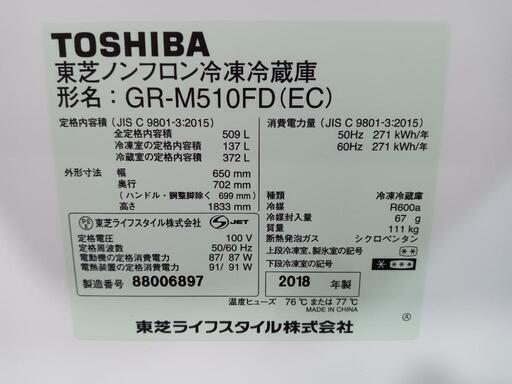 TOSHIBA
東芝ノンフロン冷凍冷蔵庫
形名：GR-M510FD(EC)
定格内容積 (JIS C 9801-3:2015)
全定格内容積 509 L
冷凍室の定格内容積 137 L
冷蔵室の定格内容積 372 L
外形寸法 幅 650 mm
奥行 702 mm
(ハンドル・調整脚除く 699 mm)
高さ 1833 mm
消費電力量 (JIS C 9801-3:2015)
50Hz 271 kWh/年
60Hz 271 kWh/年
種類 冷凍冷蔵庫
冷媒 R600a
冷媒封入量 67 g
質量 111 kg
断熱発泡ガス シクロペンタン
上段冷凍室、製氷室の記号 **
下段冷凍室の記号 * ***
東芝ライフスタイル株式会社 JET
定格電圧 100 V
定格周波数 50/60 Hz
電動機の定格消費電力 87/ 87 W
電熱装置の定格消費電力 91/ 91 W
製造番号 88006897
2018 年製
温度ヒューズ 76℃ または 77℃
MADE IN CHINA
東芝ライフスタイル株式会社
A